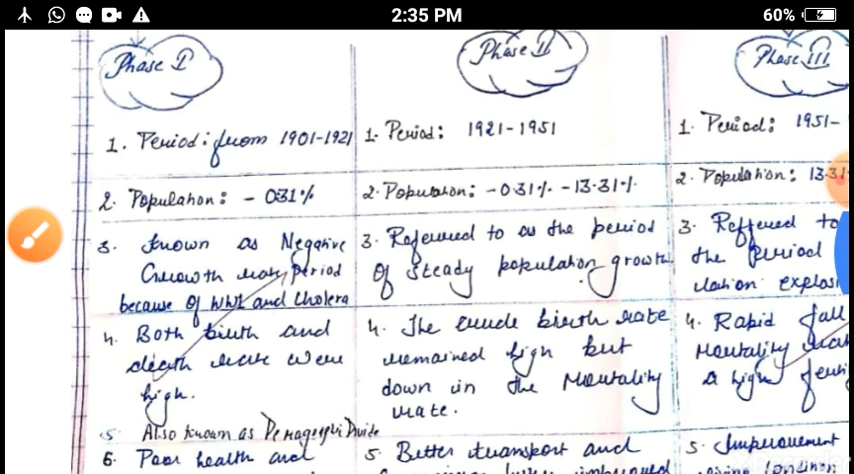 2:35 PM
60%
Phase I
1. Period: from 1901-1921
2. Population: - 031%
3. Known as Negative
Growth rate period
because of WW1 and Cholera
4. Both birth and
death rate were
high.
5. Also known as Demographic Divide
6. Poor health and
Phase II
1. Period: 1921-1951
2. Population: -0.31% - 13.31%
3. Referred to as the period
of steady population growth
4. The crude birth rate
remained high but
down in the Mortality
rate.
5. Better transport and
Phase III
1. Period: 1951-
2. Population: 13.31
3. Reffered to
the period
ulation explosi
4. Rapid fall
Mortality rate
a high
5. Improvement